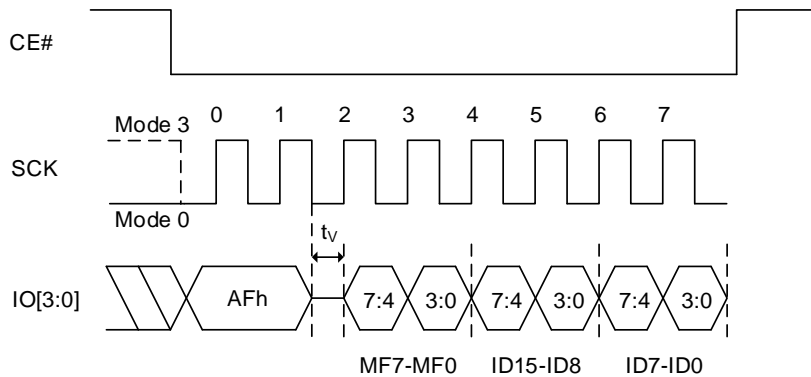 CE#
0 1 2 3 4 5 6 7
Mode 3
SCK
Mode 0
tV
IO[3:0] AFh 7:4 3:0 7:4 3:0 7:4 3:0
MF7-MF0 ID15-ID8 ID7-ID0